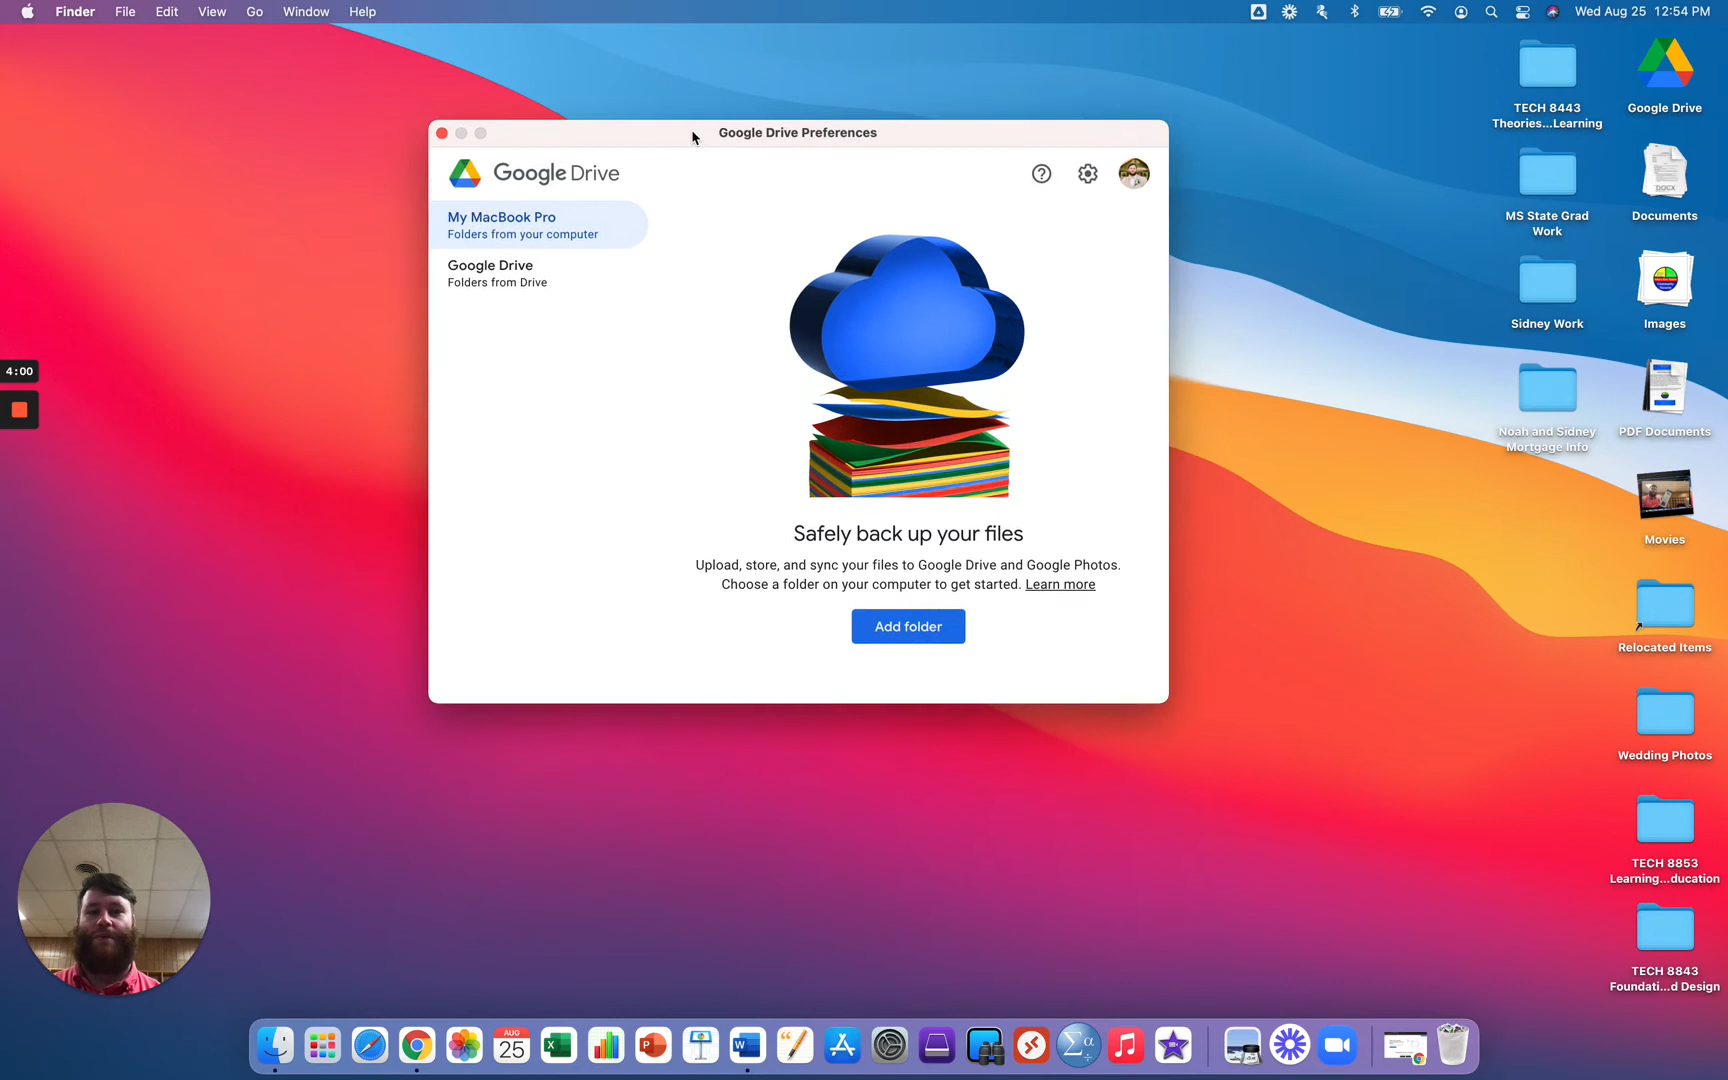 Finder File Edit View Go Window Help
Wed Aug 25 12:54 PM
Google Drive Preferences
Google Drive
My MacBook Pro
Folders from your computer
Google Drive
Folders from Drive
Safely back up your files
Upload, store, and sync your files to Google Drive and Google Photos.
Choose a folder on your computer to get started. Learn more
Add folder
4:00
TECH 8443
Theories...Learning
Google Drive
MS State Grad
Work
Documents
DOCX
Sidney Work
Images
Noah and Sidney
Mortgage Info
PDF Documents
Movies
Relocated Items
Wedding Photos
TECH 8853
Learning...ducation
TECH 8843
Foundati...d Design
AUG
25
X
P
W